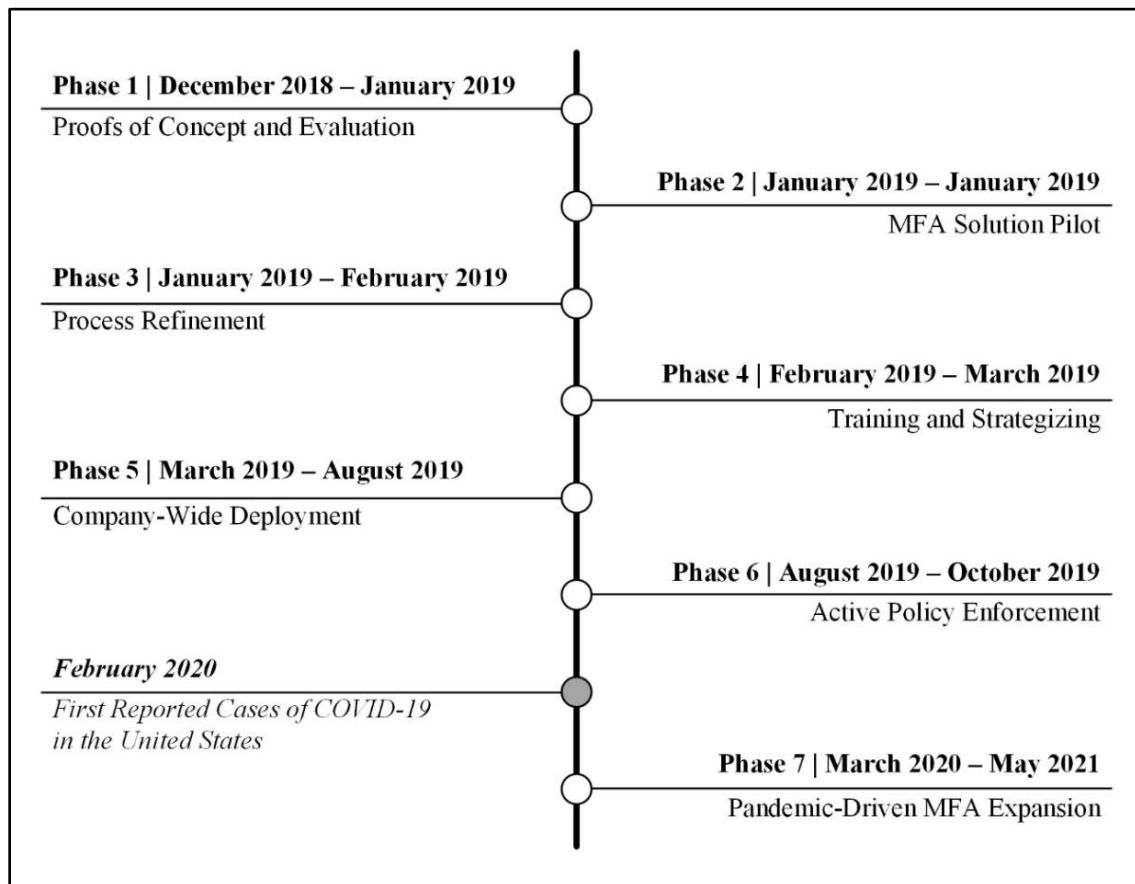 Phase 1 | December 2018 – January 2019
Proofs of Concept and Evaluation
Phase 2 | January 2019 – January 2019
MFA Solution Pilot
Phase 3 | January 2019 – February 2019
Process Refinement
Phase 4 | February 2019 – March 2019
Training and Strategizing
Phase 5 | March 2019 – August 2019
Company-Wide Deployment
Phase 6 | August 2019 – October 2019
Active Policy Enforcement
February 2020
First Reported Cases of COVID-19
in the United States
Phase 7 | March 2020 – May 2021
Pandemic-Driven MFA Expansion